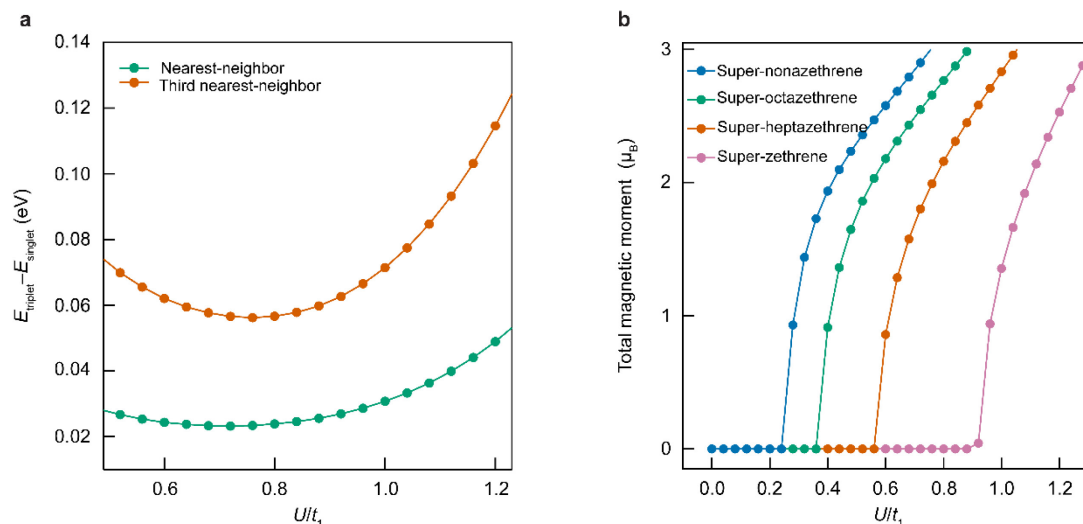 a
0.14
0.12
0.10
0.08
0.06
0.04
0.02
E_triplet−E_singlet (eV)
Nearest-neighbor
Third nearest-neighbor
0.6 0.8 1.0 1.2
U/t₁
b
3
2
1
0
Total magnetic moment (μ_B)
Super-nonazethrene
Super-octazethrene
Super-heptazethrene
Super-zethrene
0.0 0.2 0.4 0.6 0.8 1.0 1.2
U/t₁